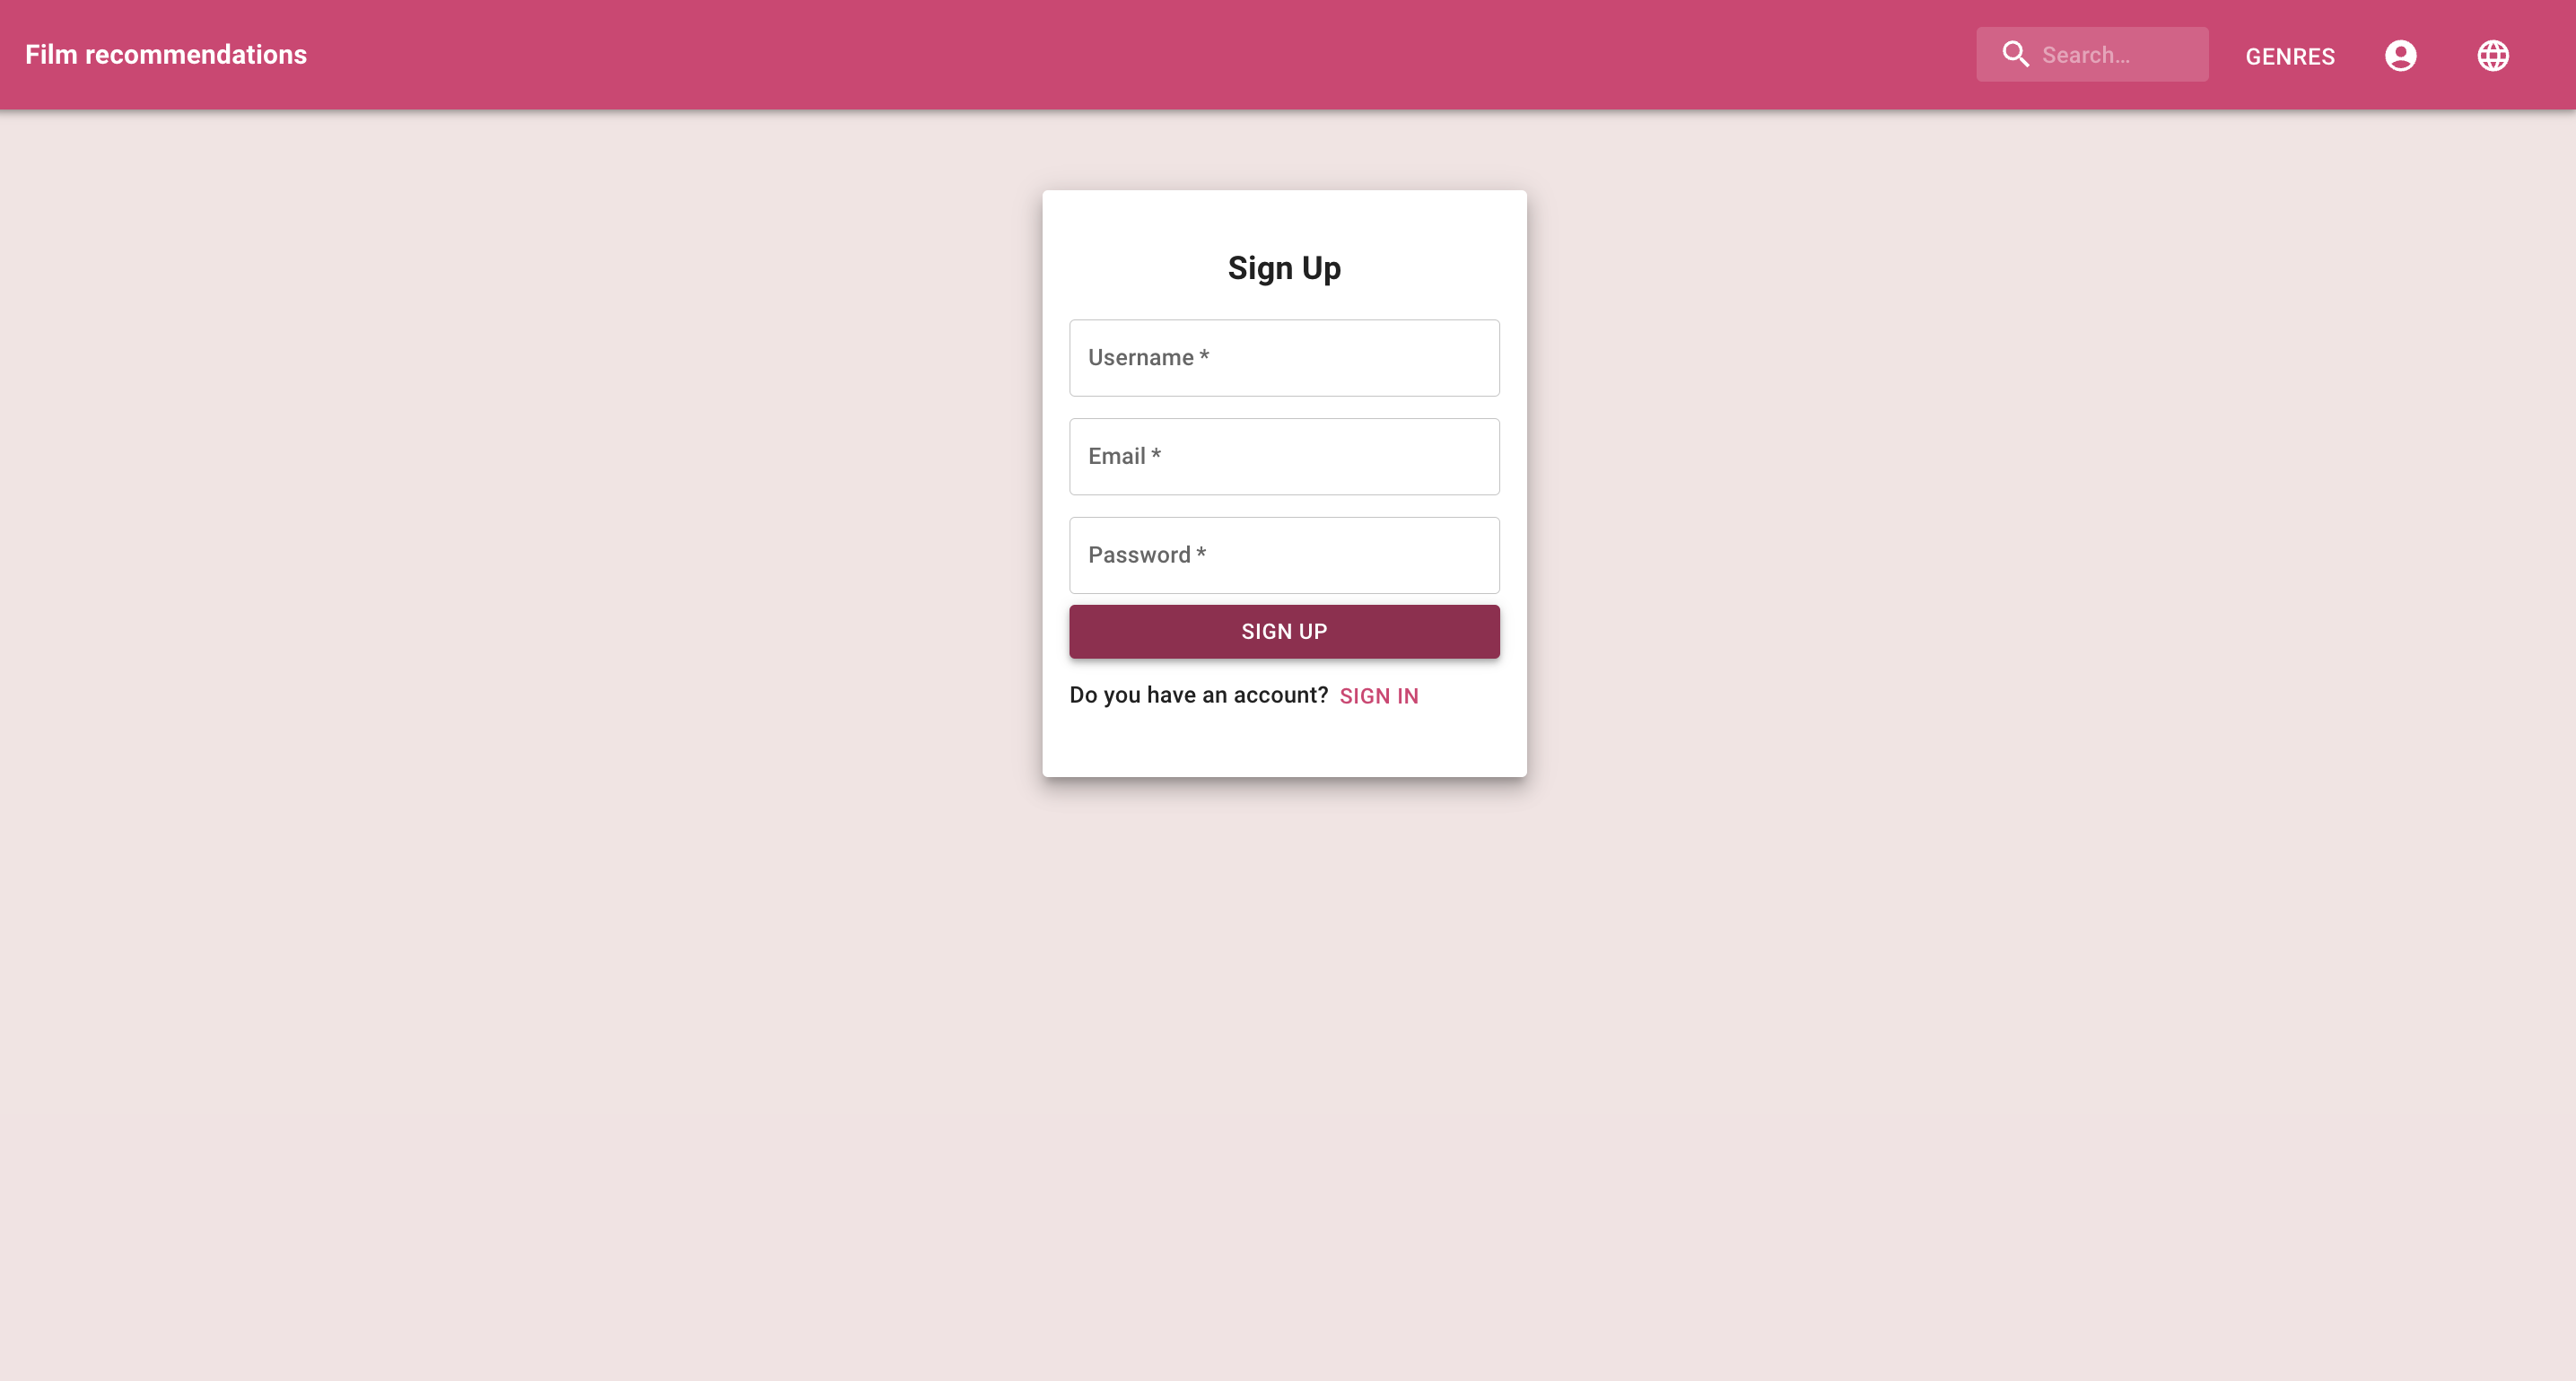 Film recommendations
Search...
GENRES
Sign Up
Username *
Email *
Password *
SIGN UP
Do you have an account? SIGN IN